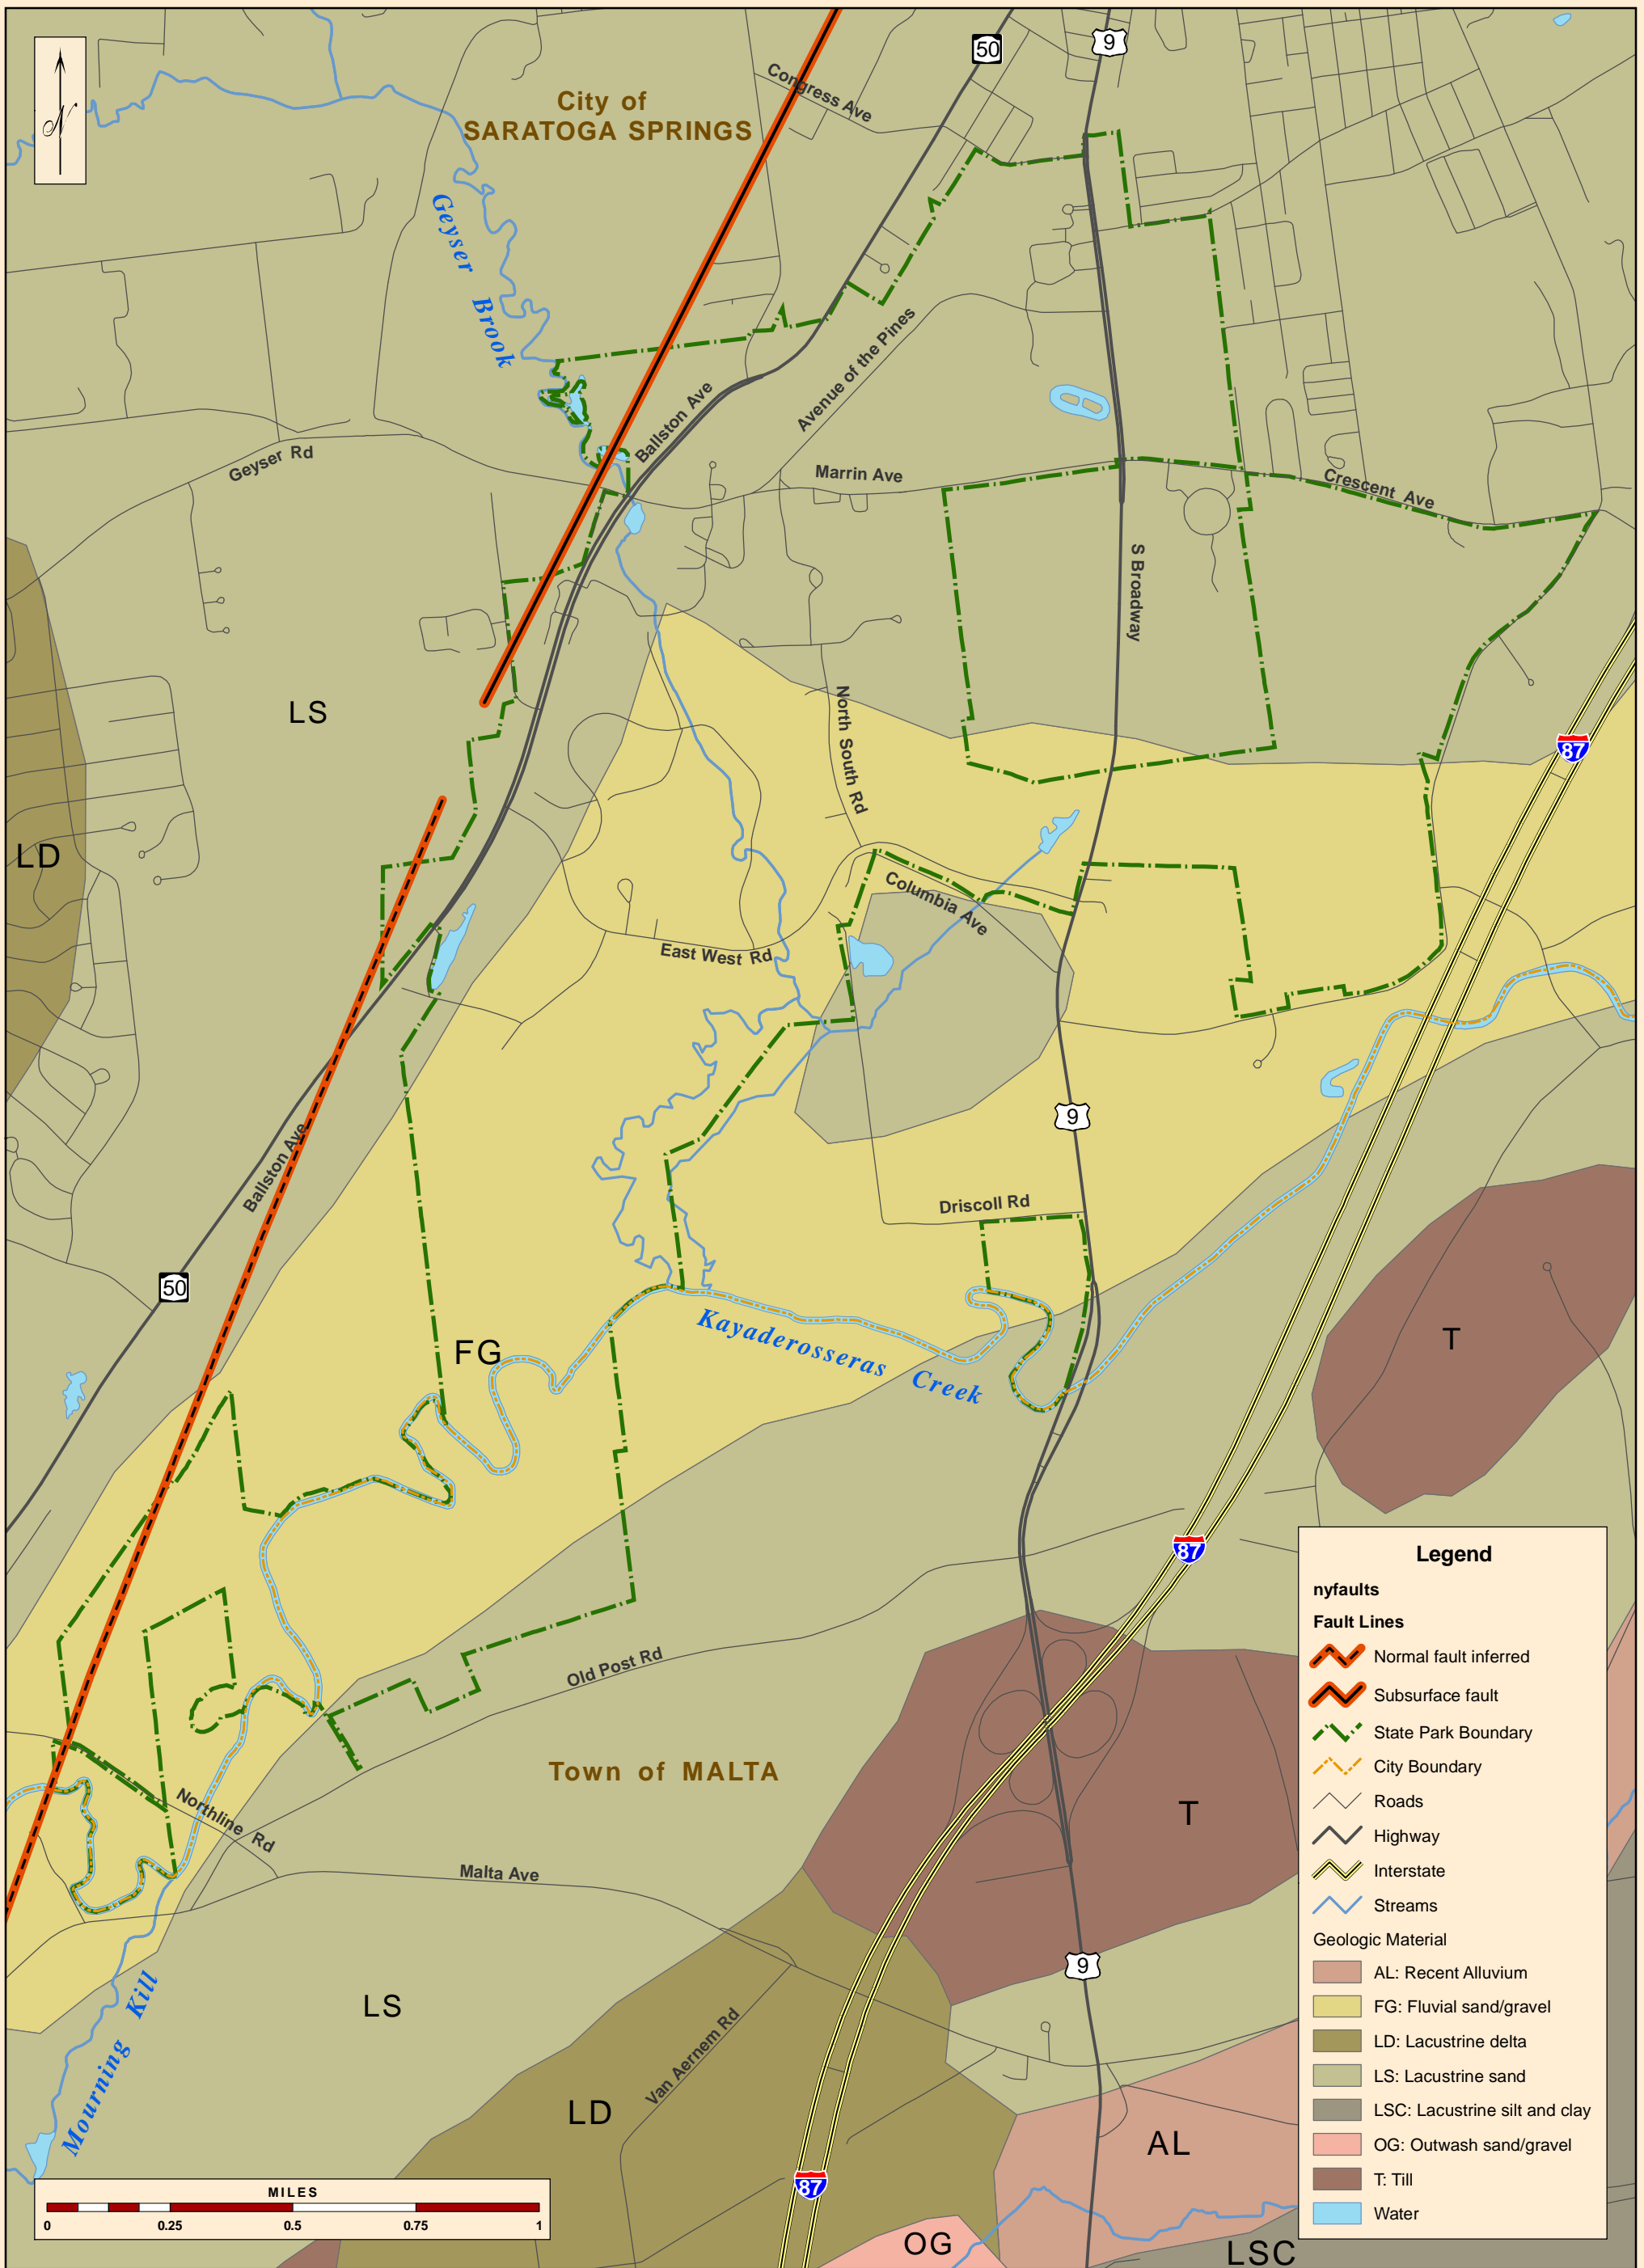 N
City of
SARATOGA SPRINGS
Congress Ave
50
9
Geyser Brook
Avenue of the Pines
Ballston Ave
Geyser Rd
Marrin Ave
Crescent Ave
S Broadway
LS
North South Rd
87
LD
Columbia Ave
East West Rd
9
Ballston Ave
Driscoll Rd
50
Kayaderosseras Creek
FG
T
87
Old Post Rd
Town of MALTA
T
Northline Rd
Malta Ave
9
LS
Mourning Kill
Van Aernem Rd
LD
AL
87
OG
LSC
MILES
0 0.25 0.5 0.75 1
Legend
nyfaults
Fault Lines
Normal fault inferred
Subsurface fault
State Park Boundary
City Boundary
Roads
Highway
Interstate
Streams
Geologic Material
AL: Recent Alluvium
FG: Fluvial sand/gravel
LD: Lacustrine delta
LS: Lacustrine sand
LSC: Lacustrine silt and clay
OG: Outwash sand/gravel
T: Till
Water